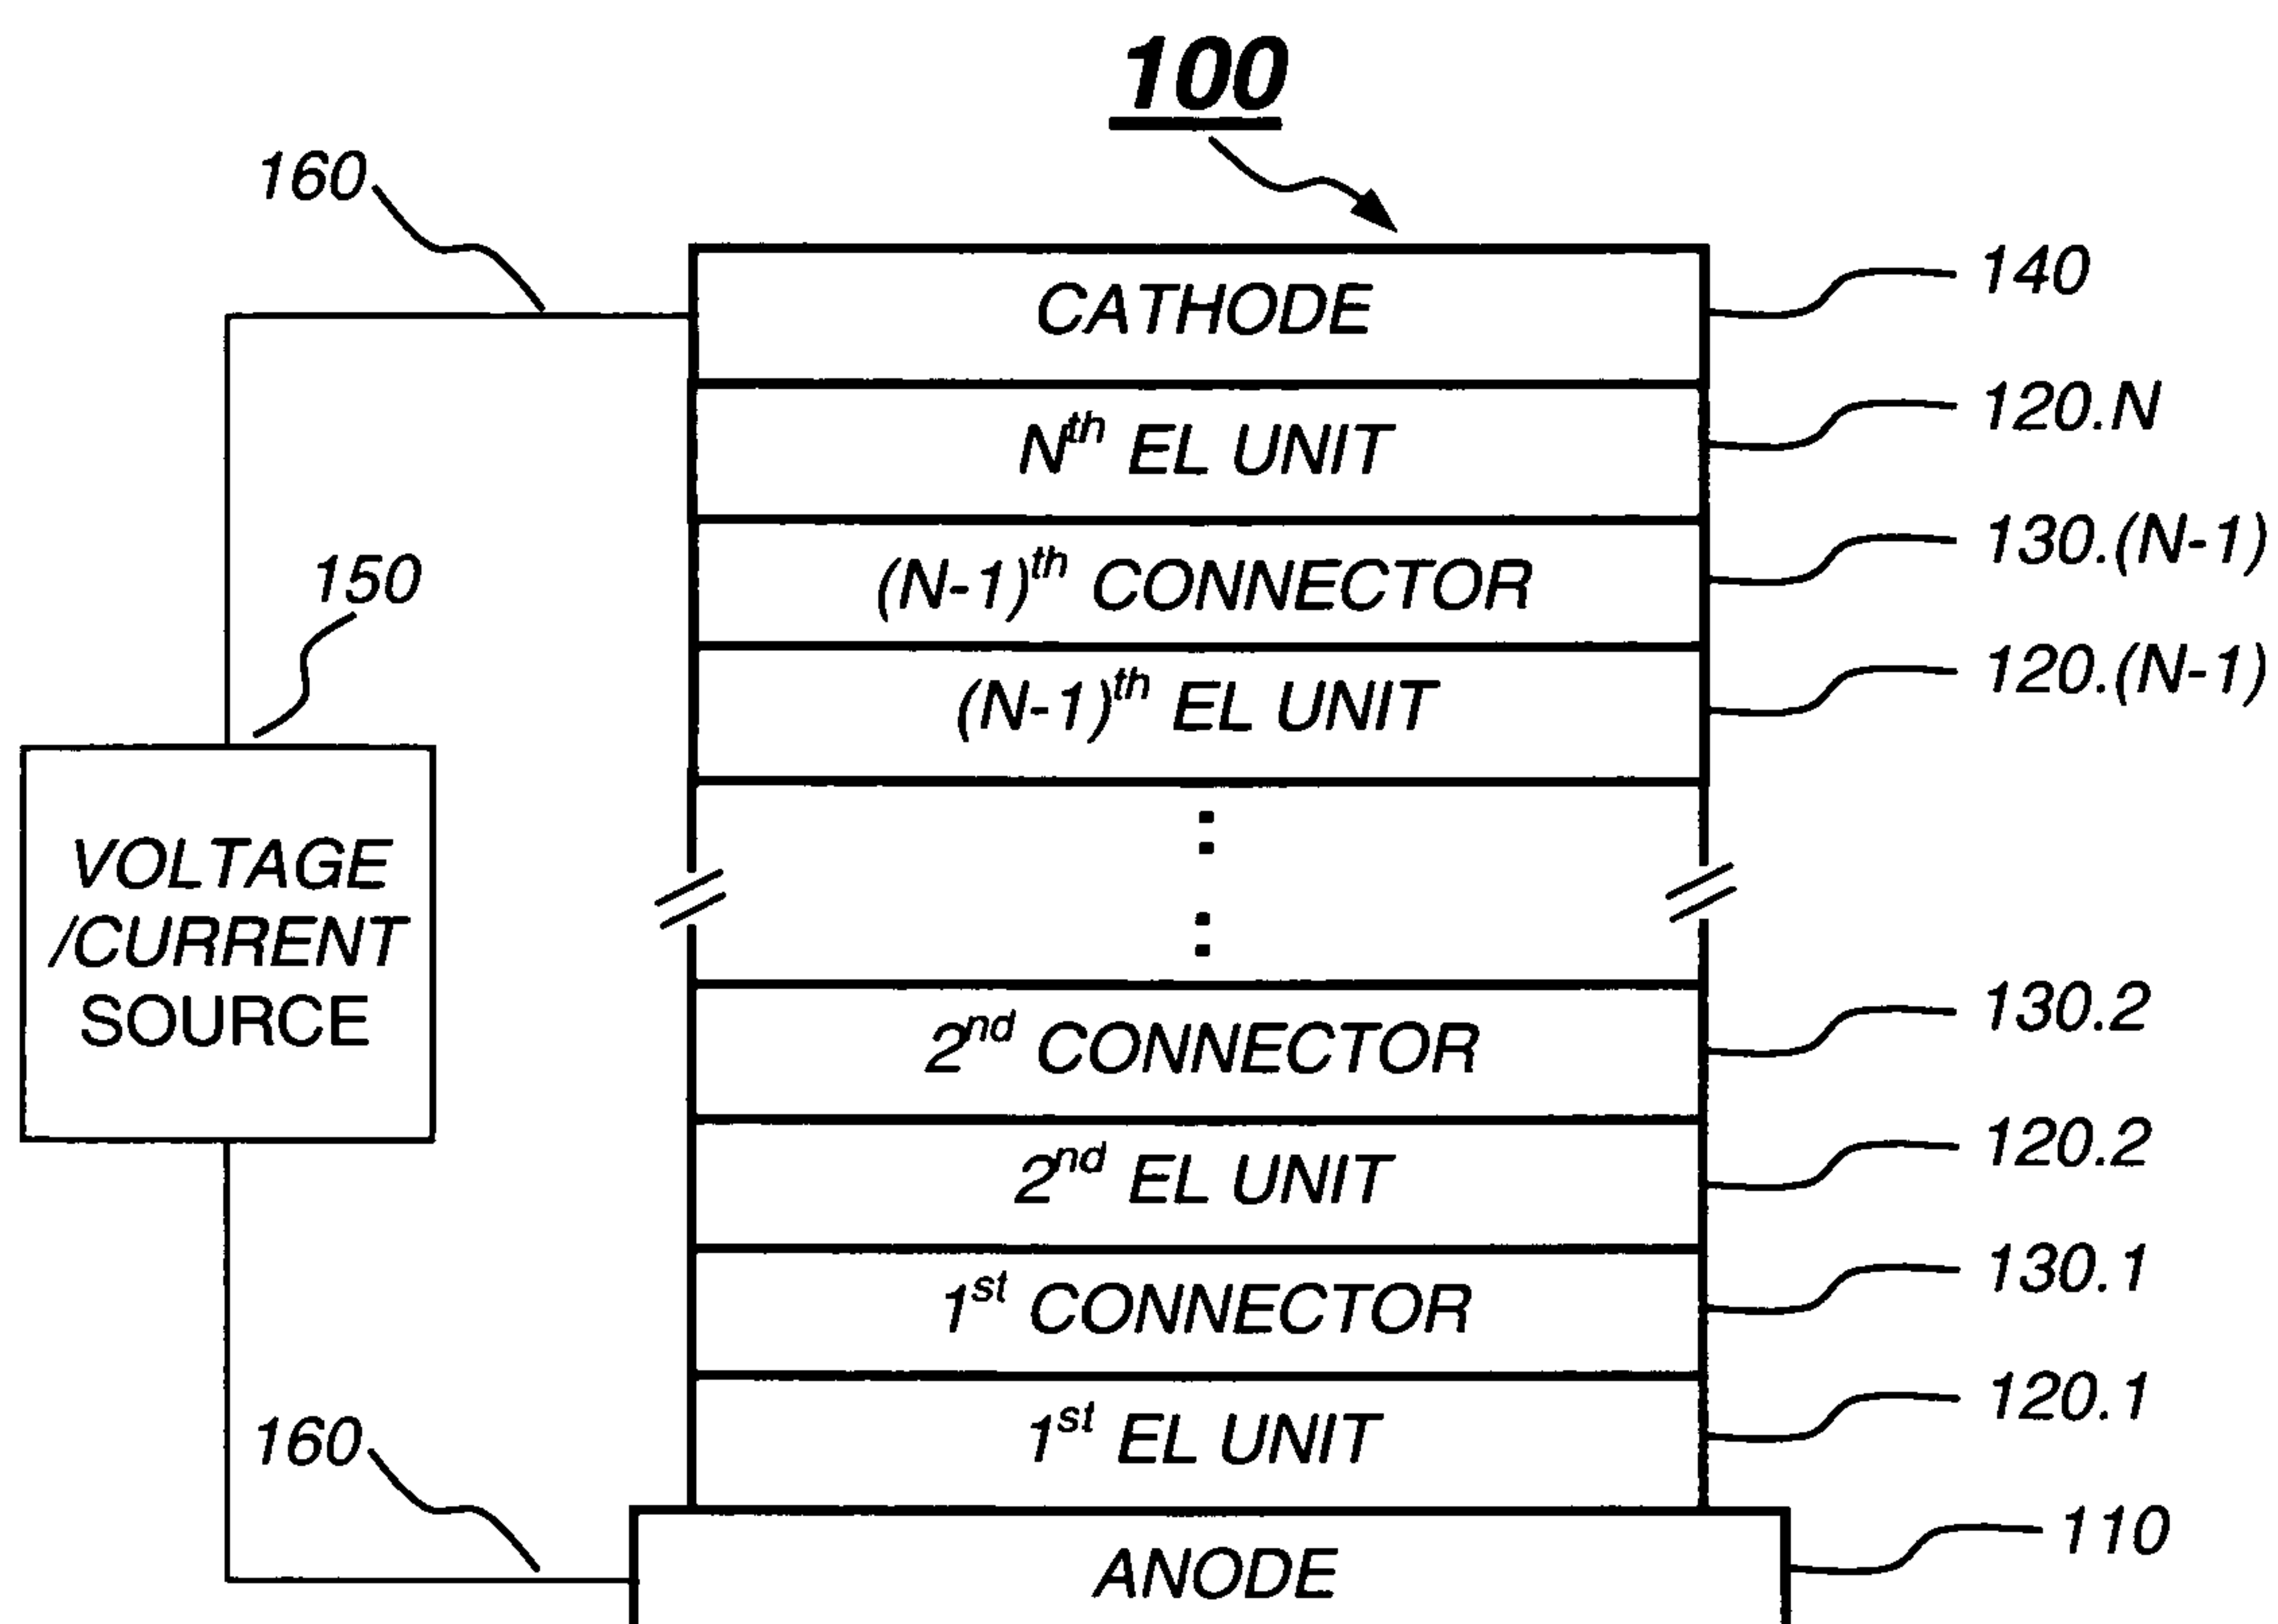 100
160
CATHODE
140
Nth EL UNIT
120.N
(N-1)th CONNECTOR
130.(N-1)
150
(N-1)th EL UNIT
120.(N-1)
VOLTAGE
/CURRENT
SOURCE
2nd CONNECTOR
130.2
2nd EL UNIT
120.2
1st CONNECTOR
130.1
1st EL UNIT
120.1
160
ANODE
110